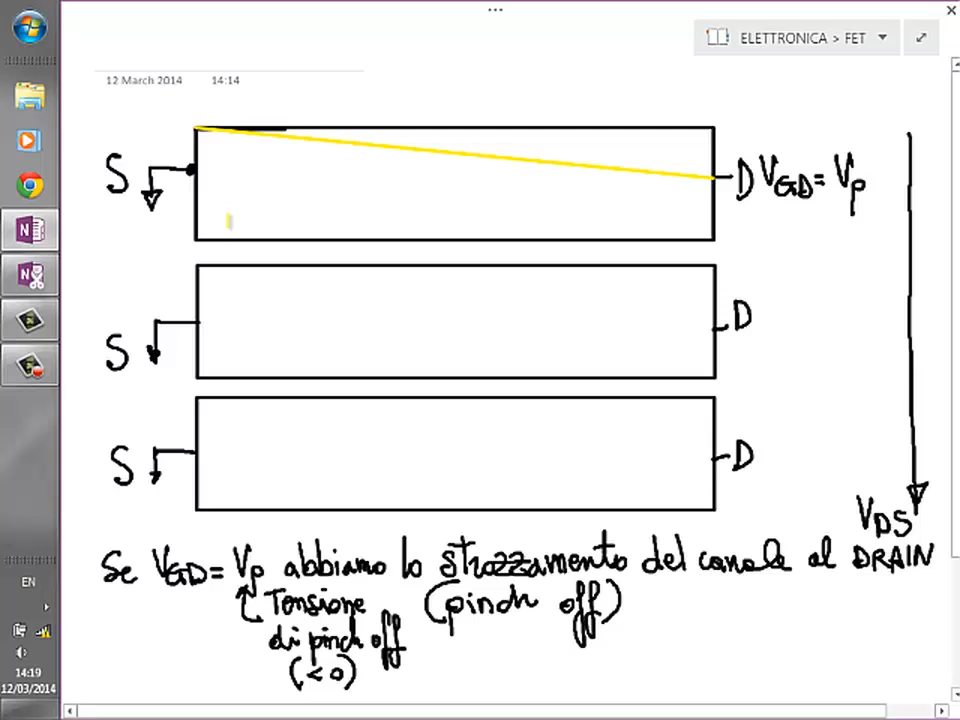 ELETTRONICA > FET
12 March 2014 14:14
S
D VGD = Vp
S
D
S
D
VDS
Se VGD = Vp abbiamo lo strozzamento del canale al DRAIN
Tensione (pinch off)
di pinch off
(< 0)
EN
14:19
12/03/2014